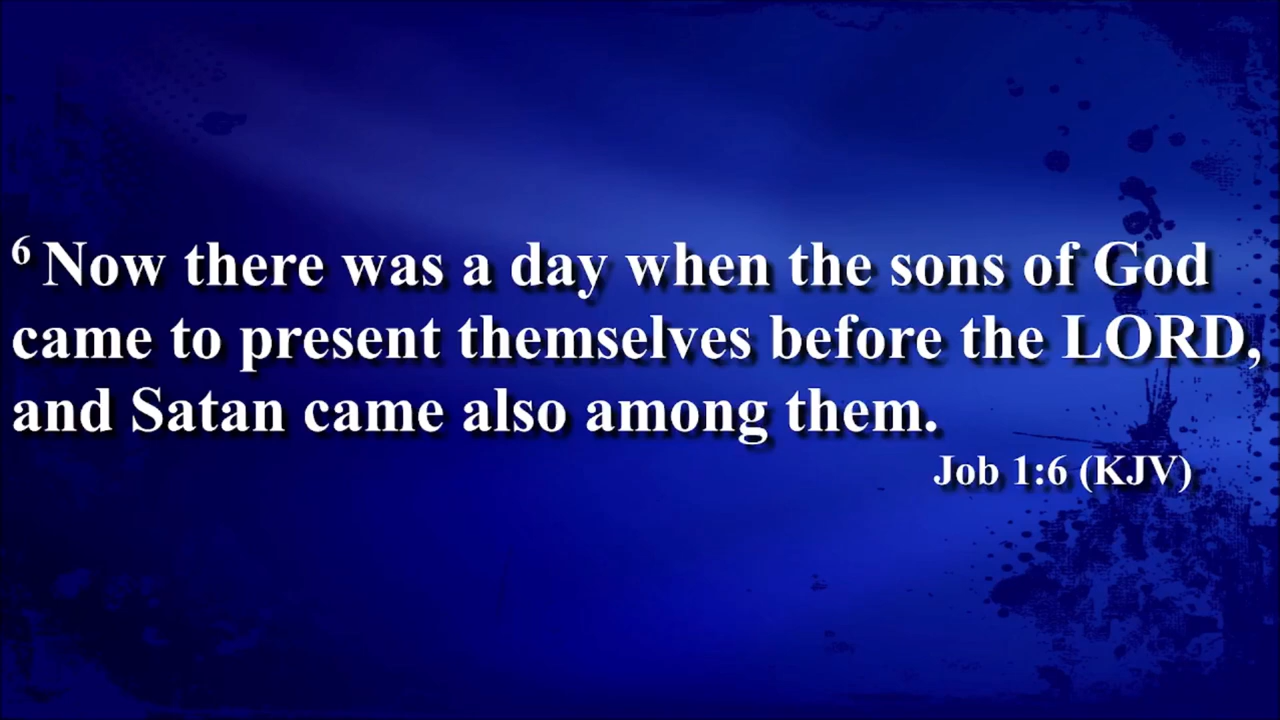 6 Now there was a day when the sons of God
came to present themselves before the LORD,
and Satan came also among them.
Job 1:6 (KJV)